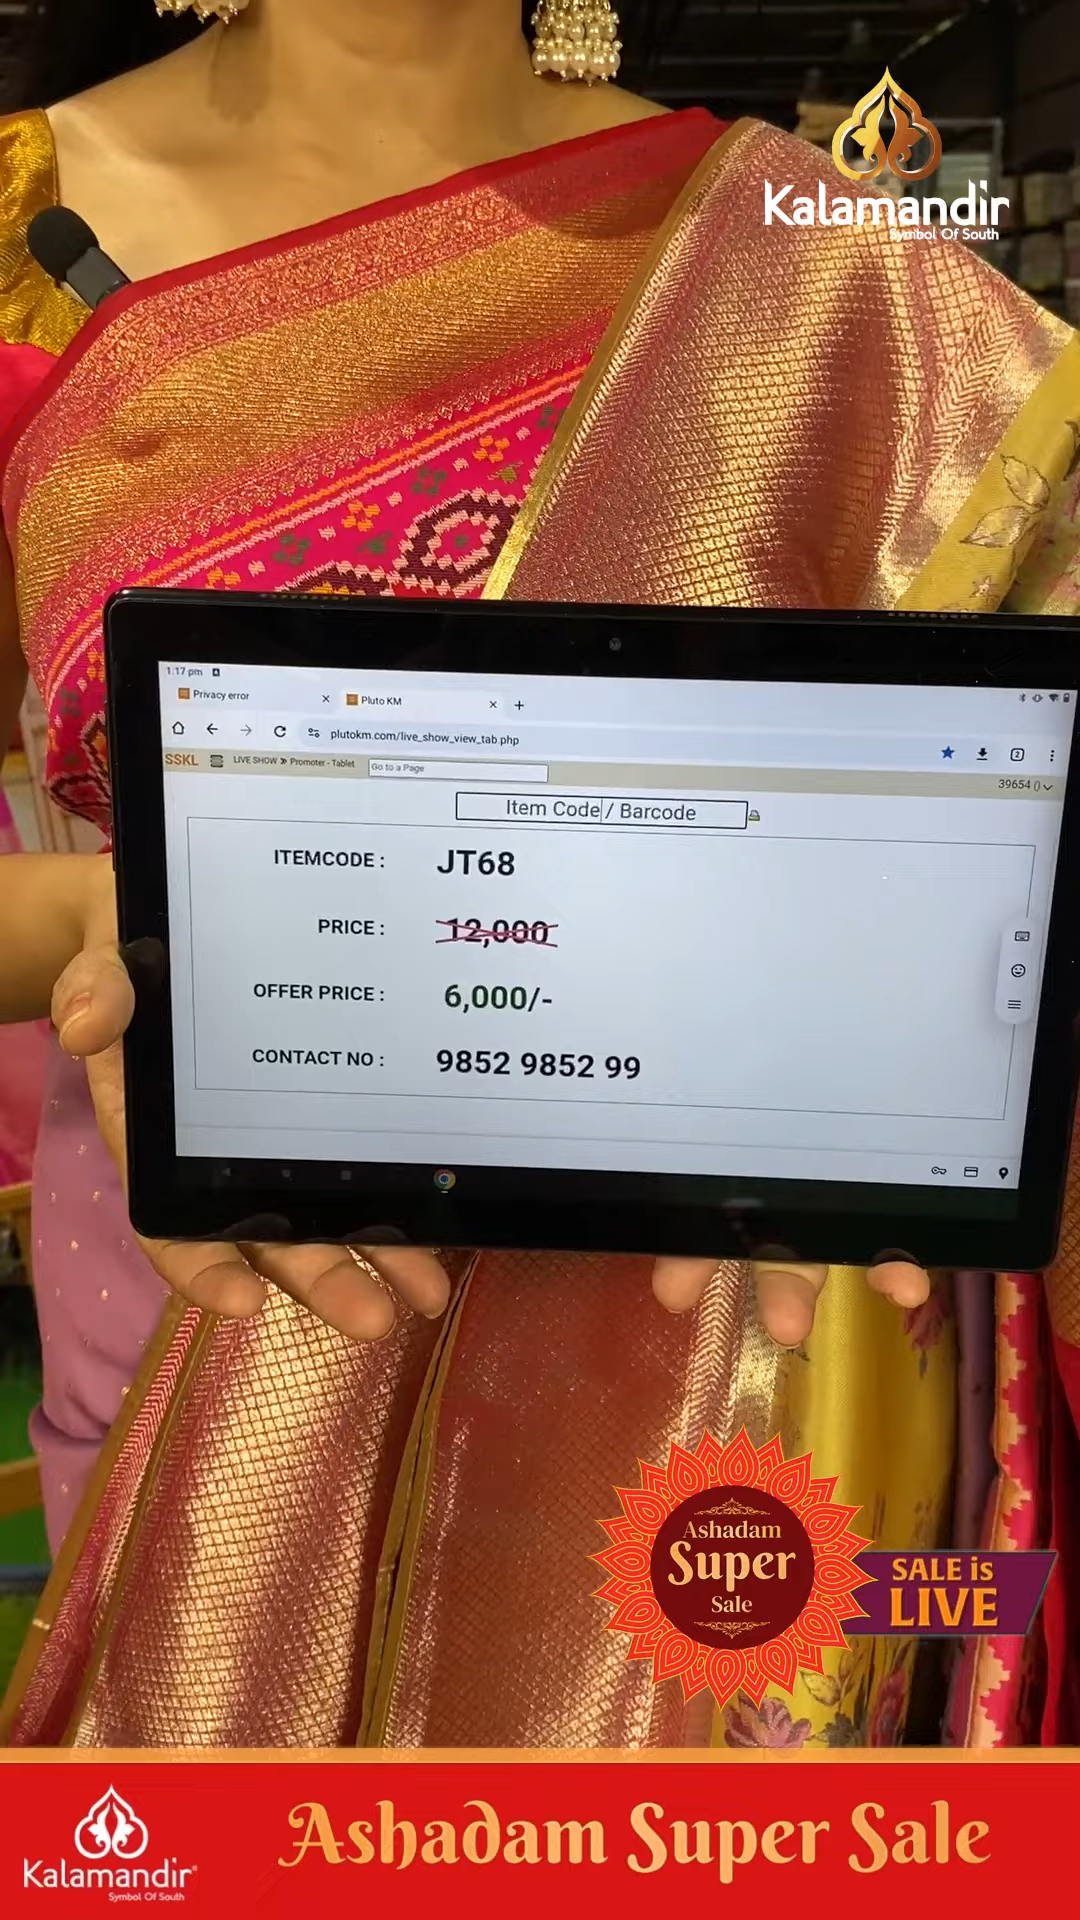 Kalamandir
Symbol Of South
1:17 pm
Privacy error
Pluto KM
plutokm.com/live_show_view_tab.php
SSKL
LIVE SHOW » Promoter - Tablet
Go to a Page
39654 ()
Item Code / Barcode
ITEMCODE : JT68
PRICE : 12,000
OFFER PRICE : 6,000/-
CONTACT NO : 9852 9852 99
Ashadam
Super
Sale
SALE is
LIVE
Kalamandir
Symbol Of South
Ashadam Super Sale